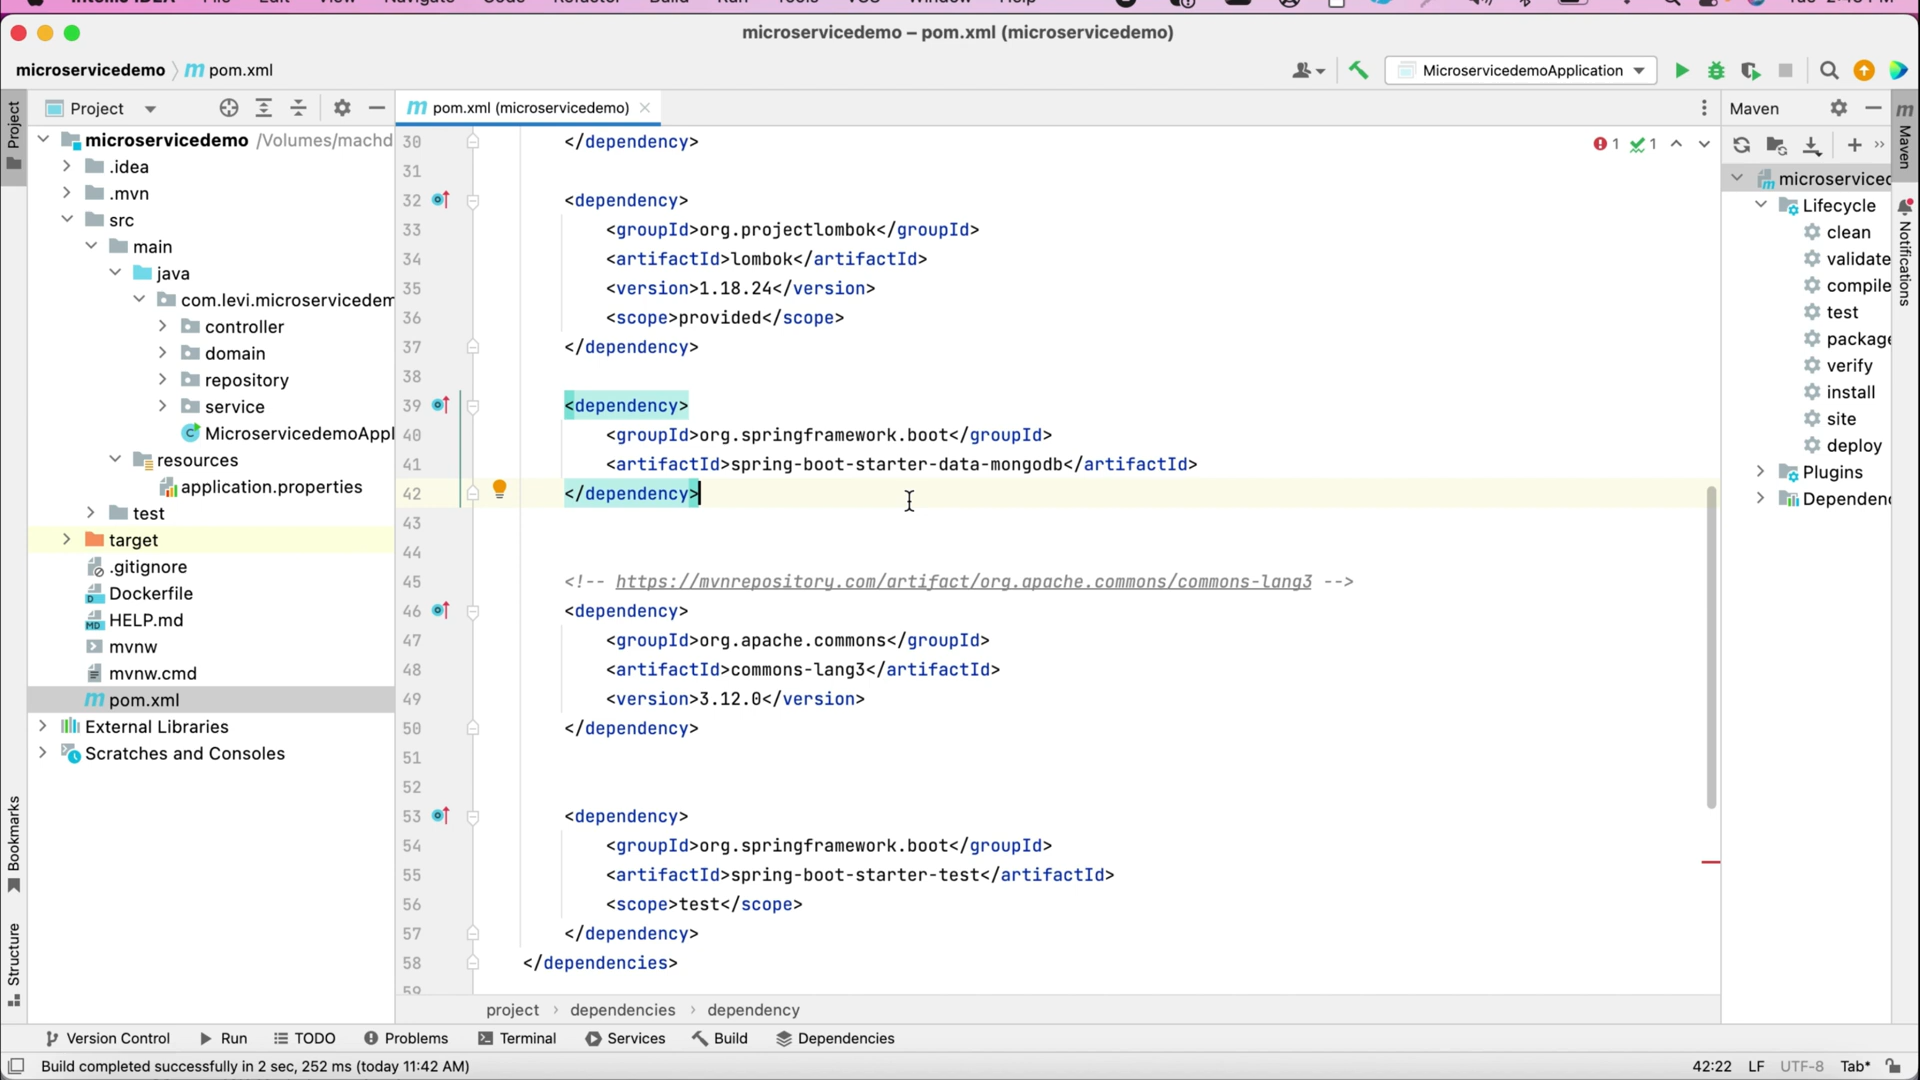 microservicedemo – pom.xml (microservicedemo)
microservicedemo
pom.xml
MicroservicedemoApplication
Project
pom.xml (microservicedemo)
Maven
Project
microservicedemo /Volumes/machd
.idea
.mvn
src
main
java
com.levi.microservicedem
controller
domain
repository
service
MicroservicedemoAppl
resources
application.properties
test
target
.gitignore
Dockerfile
HELP.md
mvnw
mvnw.cmd
pom.xml
External Libraries
Scratches and Consoles
Bookmarks
Structure
30 </dependency>
31
32 <dependency>
33 <groupId>org.projectlombok</groupId>
34 <artifactId>lombok</artifactId>
35 <version>1.18.24</version>
36 <scope>provided</scope>
37 </dependency>
38
39 <dependency>
40 <groupId>org.springframework.boot</groupId>
41 <artifactId>spring-boot-starter-data-mongodb</artifactId>
42 </dependency>
43
44
45 <!-- https://mvnrepository.com/artifact/org.apache.commons/commons-lang3 -->
46 <dependency>
47 <groupId>org.apache.commons</groupId>
48 <artifactId>commons-lang3</artifactId>
49 <version>3.12.0</version>
50 </dependency>
51
52
53 <dependency>
54 <groupId>org.springframework.boot</groupId>
55 <artifactId>spring-boot-starter-test</artifactId>
56 <scope>test</scope>
57 </dependency>
58 </dependencies>
59
1 1
microservicec
Lifecycle
clean
validate
compile
test
package
verify
install
site
deploy
Plugins
Dependenc
Maven
Notifications
project › dependencies › dependency
Version Control Run TODO Problems Terminal Services Build Dependencies
Build completed successfully in 2 sec, 252 ms (today 11:42 AM)
42:22 LF UTF-8 Tab*